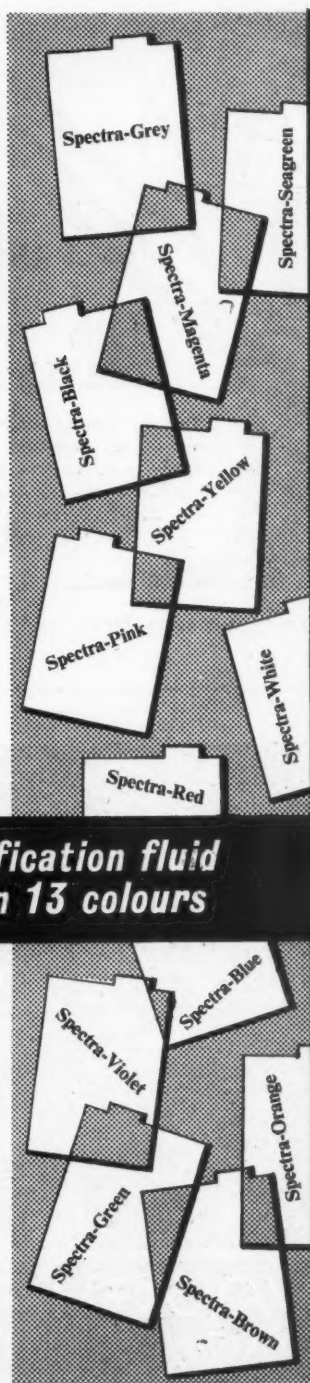 Spectra-Grey
Spectra-Seagreen
Spectra-Magenta
Spectra-Black
Spectra-Yellow
Spectra-Pink
Spectra-White
Spectra-Red
fication fluid
n 13 colours
Spectra-Blue
Spectra-Violet
Spectra-Orange
Spectra-Green
Spectra-Brown